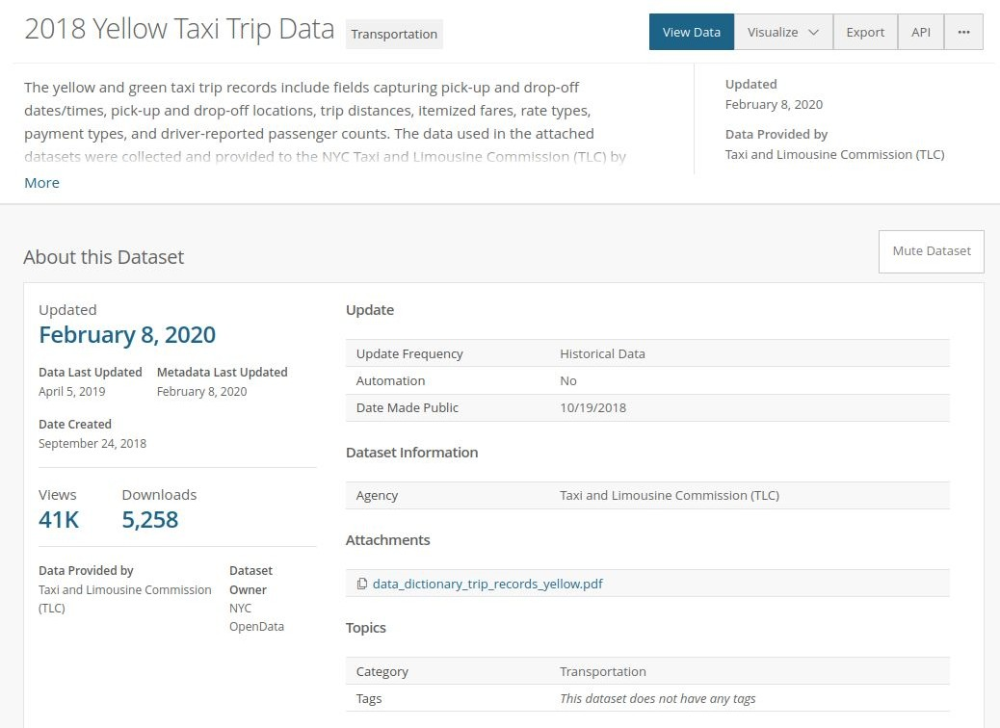 2018 Yellow Taxi Trip Data
Transportation
View Data
Visualize
Export
API
...
The yellow and green taxi trip records include fields capturing pick-up and drop-off
dates/times, pick-up and drop-off locations, trip distances, itemized fares, rate types,
payment types, and driver-reported passenger counts. The data used in the attached
datasets were collected and provided to the NYC Taxi and Limousine Commission (TLC) by
More
Updated
February 8, 2020
Data Provided by
Taxi and Limousine Commission (TLC)
About this Dataset
Mute Dataset
Updated
February 8, 2020
Data Last Updated
April 5, 2019
Metadata Last Updated
February 8, 2020
Date Created
September 24, 2018
Views
41K
Downloads
5,258
Data Provided by
Taxi and Limousine Commission
(TLC)
Dataset
Owner
NYC
OpenData
Update
Update Frequency Historical Data
Automation No
Date Made Public 10/19/2018
Dataset Information
Agency Taxi and Limousine Commission (TLC)
Attachments
data_dictionary_trip_records_yellow.pdf
Topics
Category Transportation
Tags This dataset does not have any tags